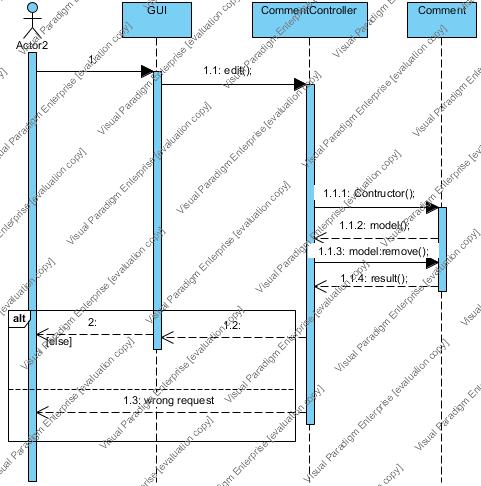 GUI
CommentController
Comment
Actor2
1:
1.1: edit();
1.1.1: Contructor();
1.1.2: model();
1.1.3: model:remove();
1.1.4: result();
alt
2:
1.2:
[else]
1.3: wrong request
Visual Paradigm Enterprise [evaluation copy]